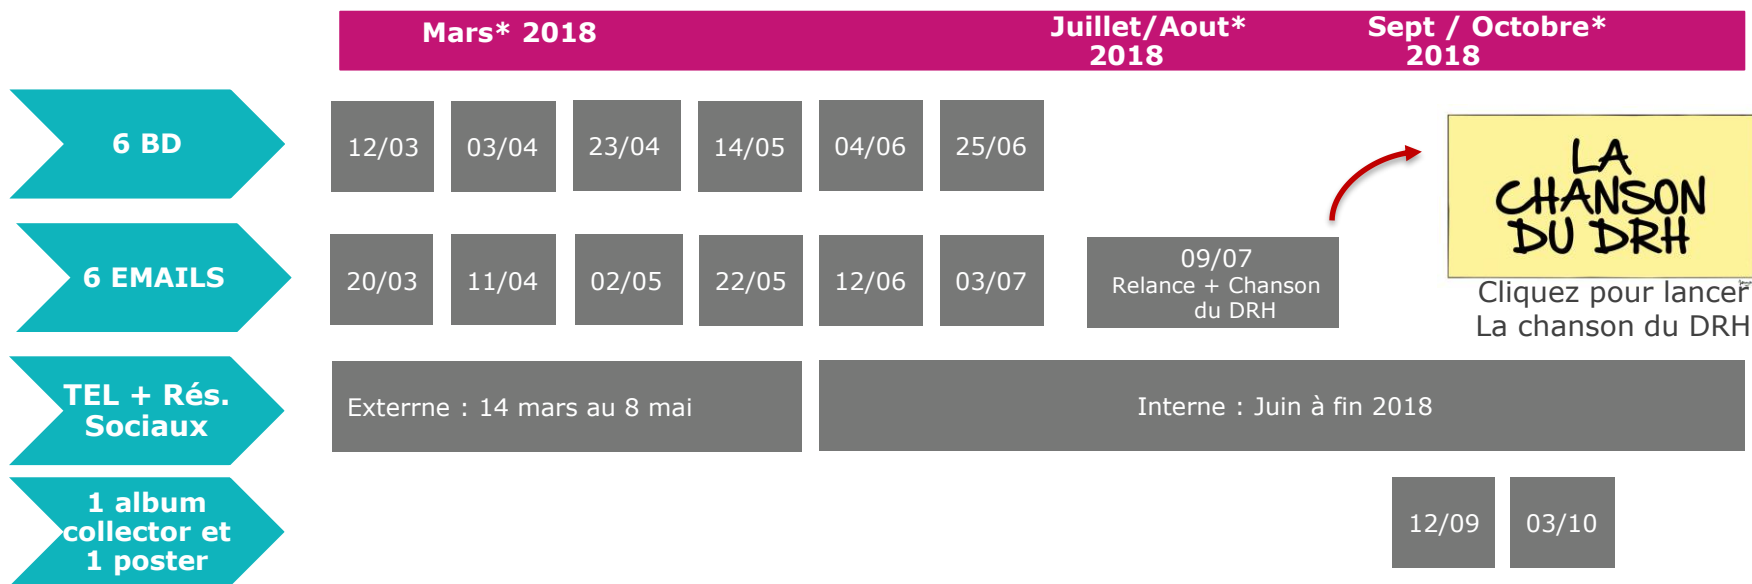 Mars* 2018
Juillet/Aout*
2018
Sept / Octobre*
2018
6 BD
12/03
03/04
23/04
14/05
04/06
25/06
LA
CHANSON
DU DRH
6 EMAILS
20/03
11/04
02/05
22/05
12/06
03/07
09/07
Relance + Chanson
du DRH
Cliquez pour lancer
La chanson du DRH
TEL + Rés.
Sociaux
Exterrne : 14 mars au 8 mai
Interne : Juin à fin 2018
1 album
collector et
1 poster
12/09
03/10